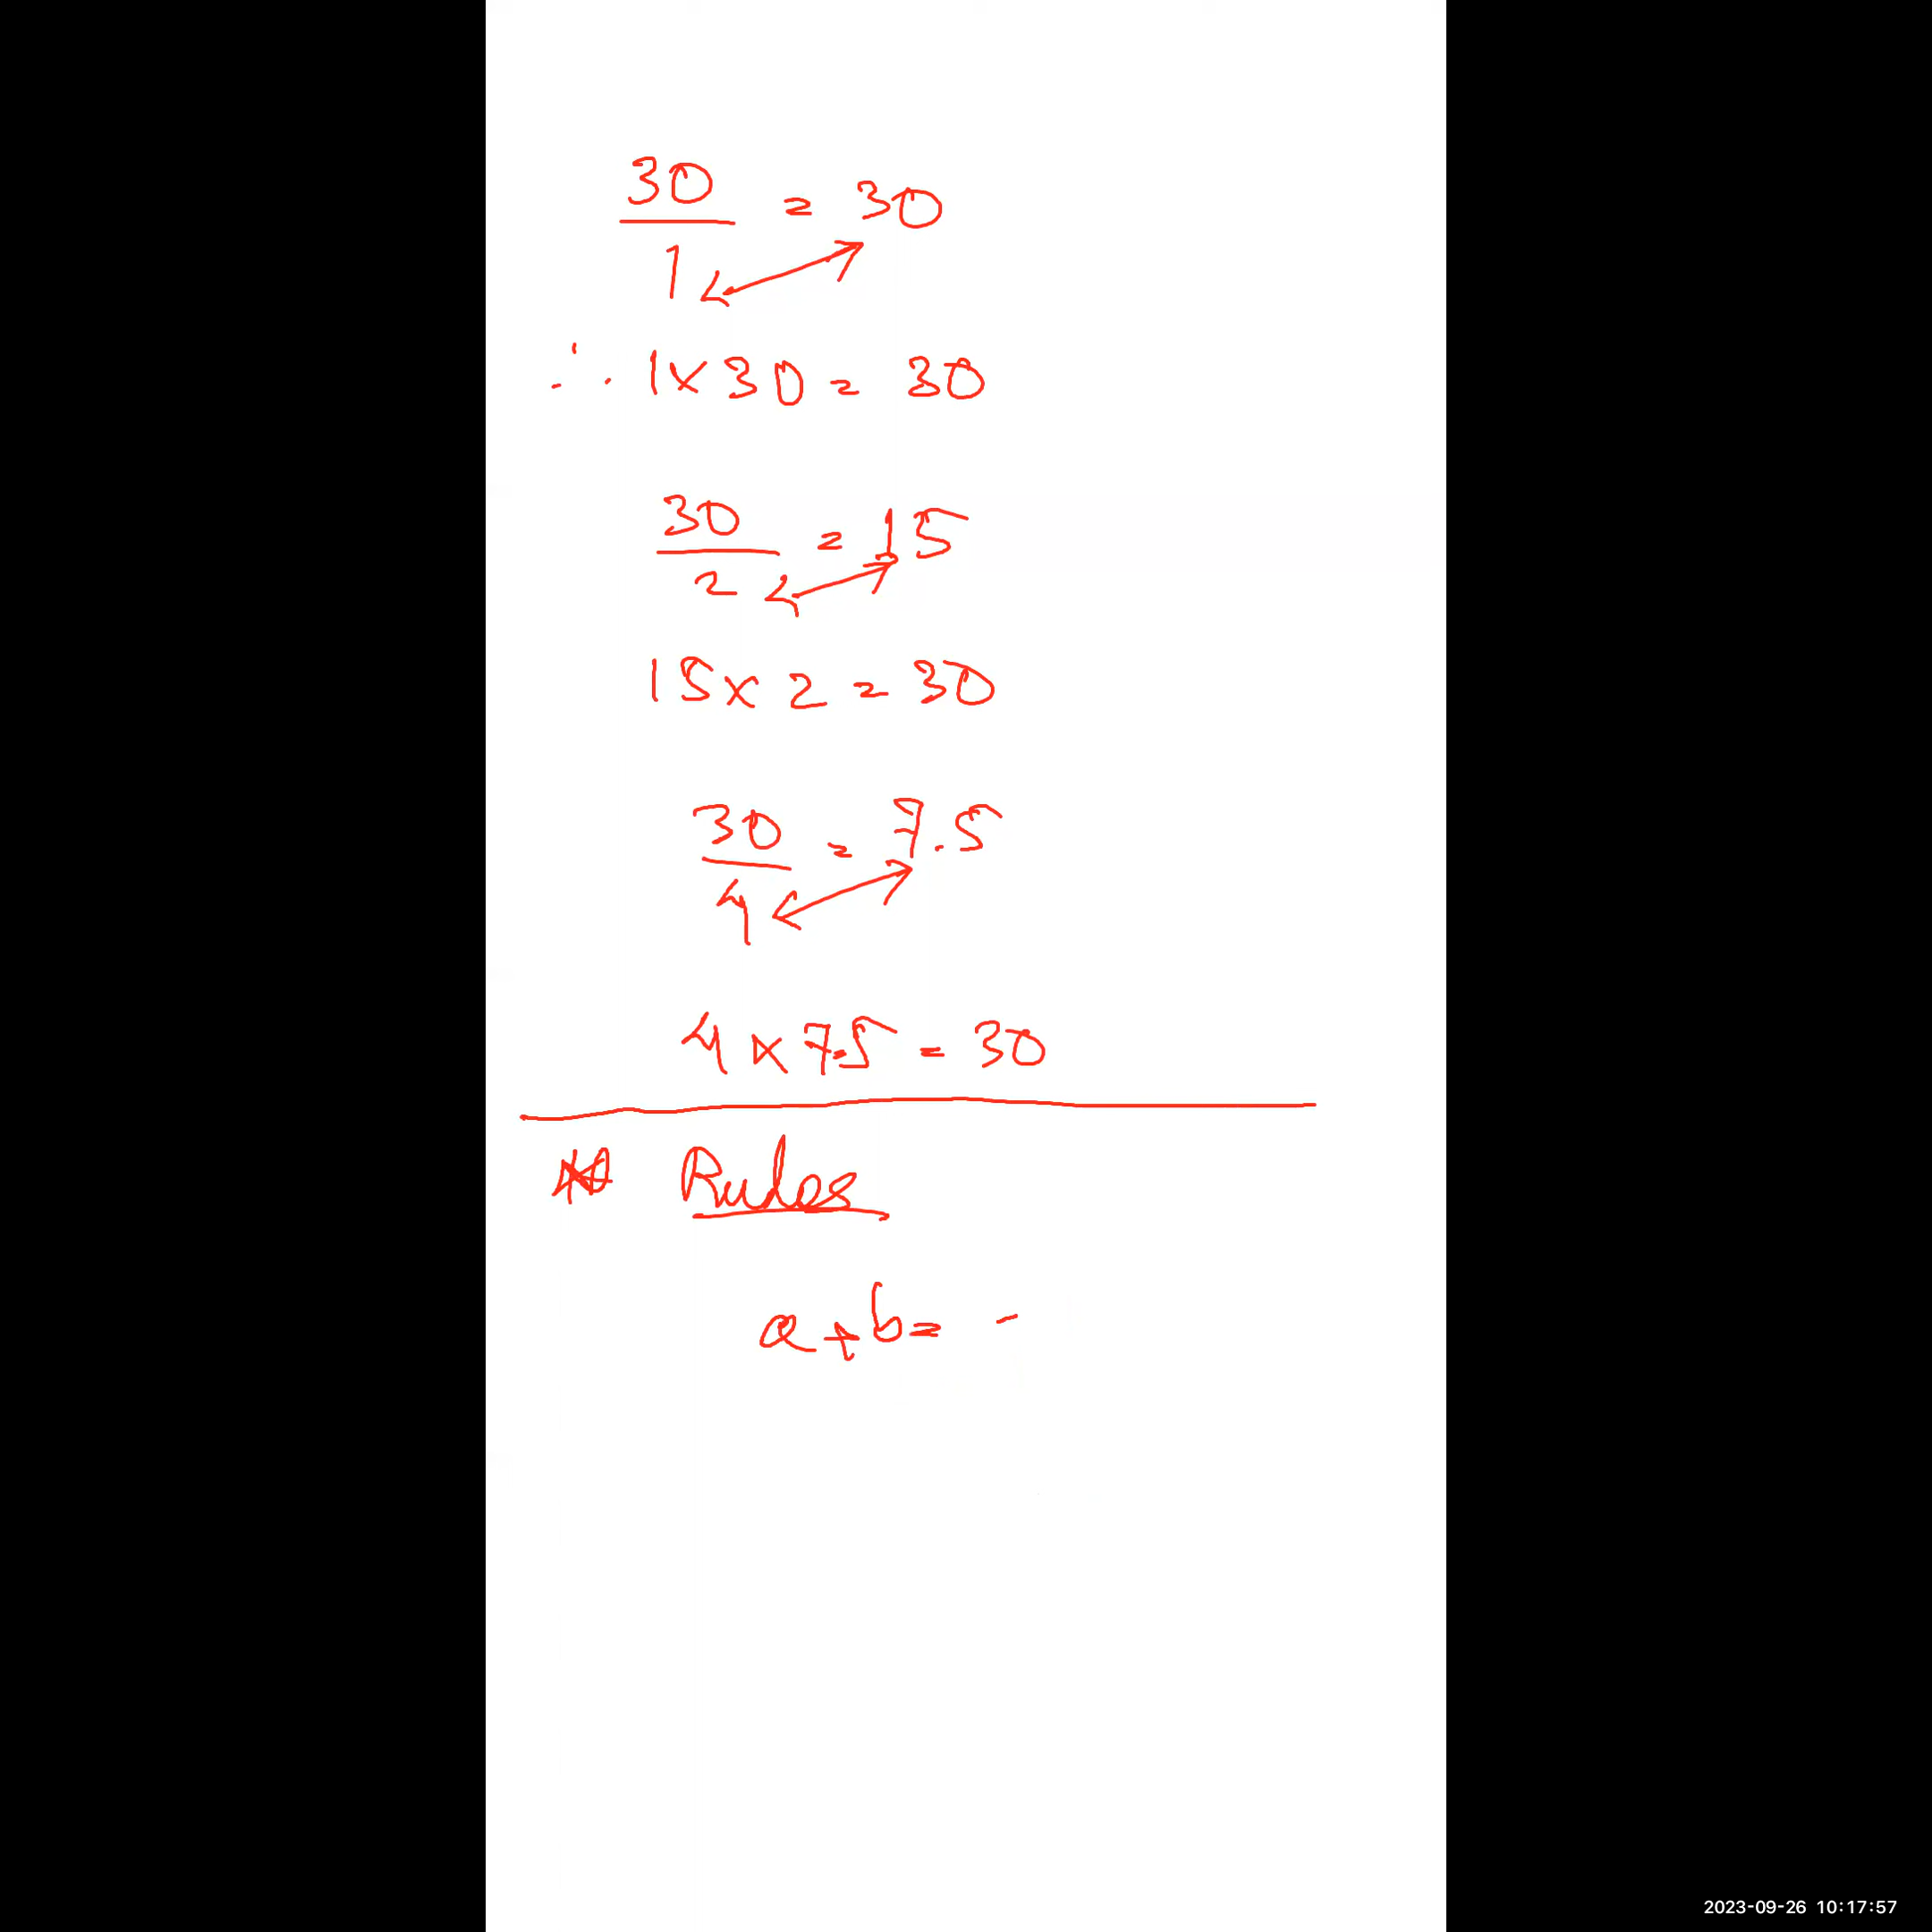 30/1 = 30
∴ 1 x 30 = 30
30/2 = 15
15 x 2 = 30
30/4 = 7.5
4 x 7.5 = 30
Rules
a + b = -
2023-09-26 10:17:57